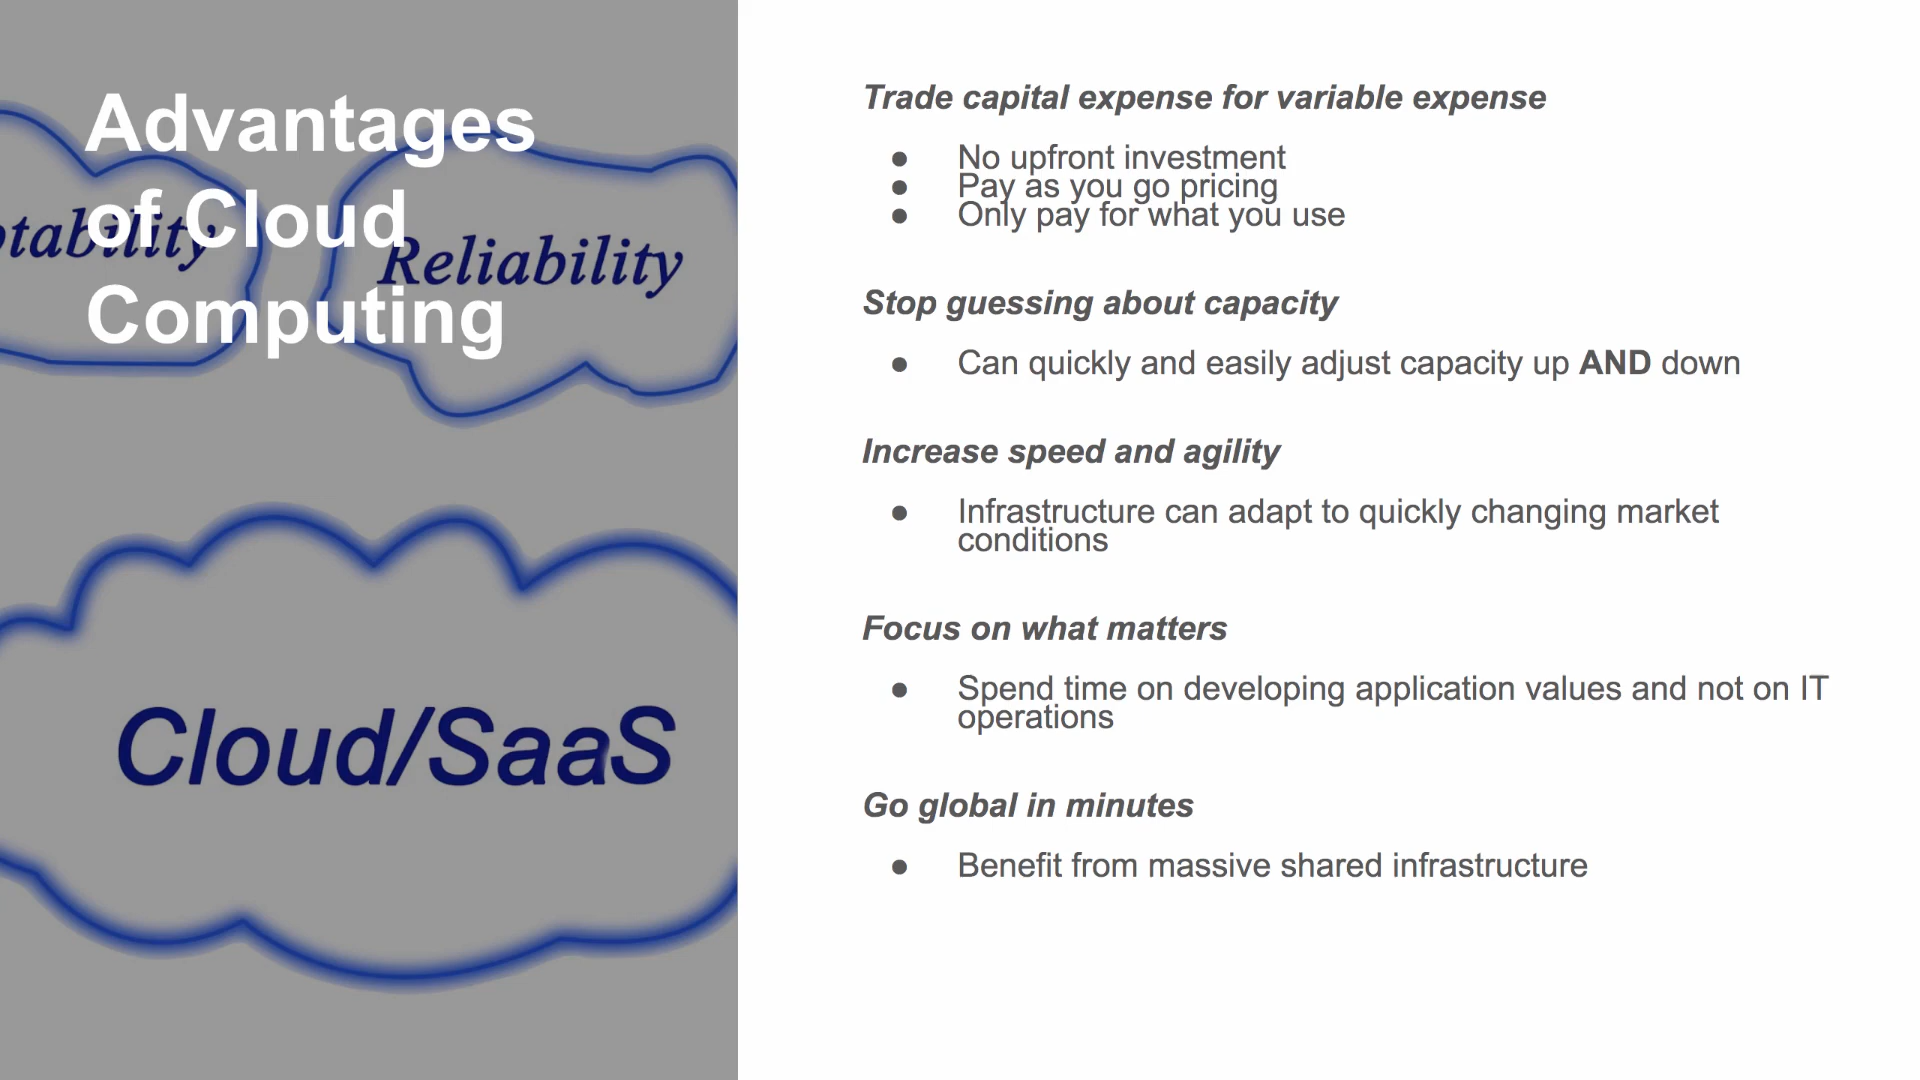 Advantages
of Cloud
Computing
Reliability
Cloud/SaaS
Trade capital expense for variable expense
● No upfront investment
● Pay as you go pricing
● Only pay for what you use
Stop guessing about capacity
● Can quickly and easily adjust capacity up AND down
Increase speed and agility
● Infrastructure can adapt to quickly changing market
conditions
Focus on what matters
● Spend time on developing application values and not on IT
operations
Go global in minutes
● Benefit from massive shared infrastructure